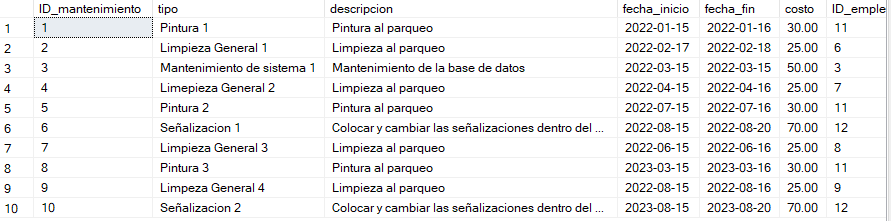 ID_mantenimiento tipo descripcion fecha_inicio fecha_fin costo ID_emple
1 1 Pintura 1 Pintura al parqueo 2022-01-15 2022-01-16 30.00 11
2 2 Limpieza General 1 Limpieza al parqueo 2022-02-17 2022-02-18 25.00 6
3 3 Mantenimiento de sistema 1 Mantenimiento de la base de datos 2022-03-15 2022-03-15 50.00 3
4 4 Limepieza General 2 Limpieza al parqueo 2022-04-15 2022-04-16 25.00 7
5 5 Pintura 2 Pintura al parqueo 2022-07-15 2022-07-16 30.00 11
6 6 Señalizacion 1 Colocar y cambiar las señalizaciones dentro del ... 2022-08-15 2022-08-20 70.00 12
7 7 Limpieza General 3 Limpieza al parqueo 2022-06-15 2022-06-16 25.00 8
8 8 Pintura 3 Pintura al parqueo 2023-03-15 2023-03-16 30.00 11
9 9 Limpeza General 4 Limpieza al parqueo 2022-08-15 2022-08-16 25.00 9
10 10 Señalizacion 2 Colocar y cambiar las señalizaciones dentro del ... 2023-08-15 2023-08-20 70.00 12